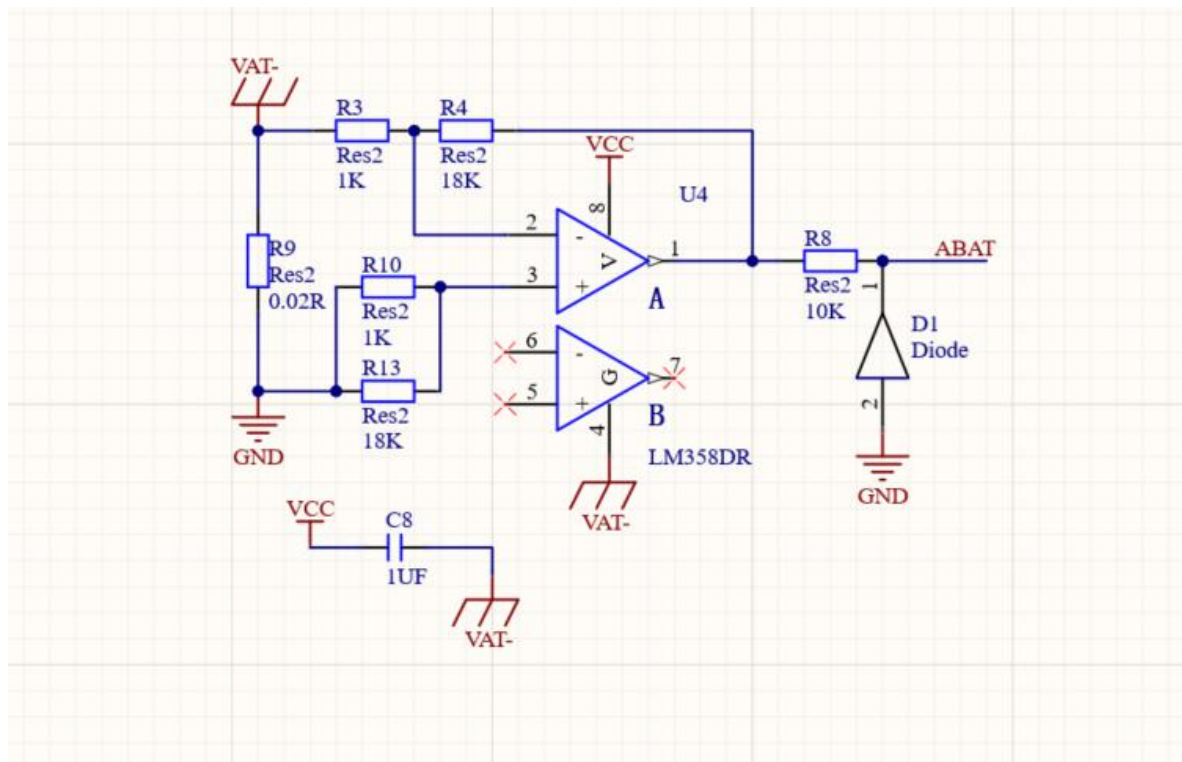 VAT-
R3
Res2
1K
R4
Res2
18K
VCC
8
U4
2
-
V
1
3
+
A
R9
Res2
0.02R
R10
Res2
1K
R13
Res2
18K
GND
R8
Res2
10K
ABAT
1
D1
Diode
2
GND
6
-
G
7
5
+
B
4
LM358DR
VAT-
VCC
C8
1UF
VAT-